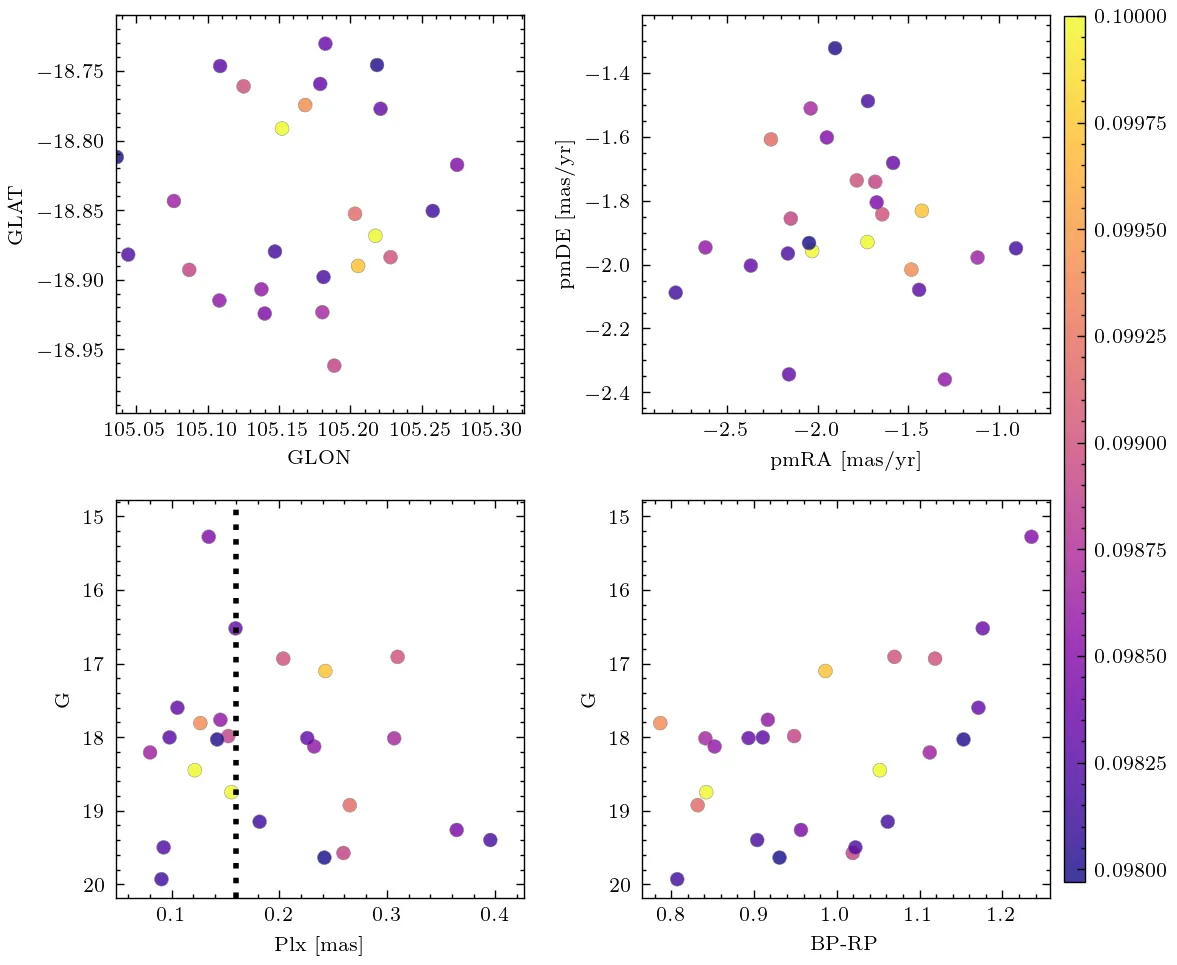 −18.75
−18.80
−18.85
−18.90
−18.95
GLAT
105.05 105.10 105.15 105.20 105.25 105.30
GLON
−1.4
−1.6
−1.8
−2.0
−2.2
−2.4
pmDE [mas/yr]
−2.5 −2.0 −1.5 −1.0
pmRA [mas/yr]
0.10000
0.09975
0.09950
0.09925
0.09900
0.09875
0.09850
0.09825
0.09800
15
16
17
18
19
20
G
0.1 0.2 0.3 0.4
Plx [mas]
15
16
17
18
19
20
G
0.8 0.9 1.0 1.1 1.2
BP-RP